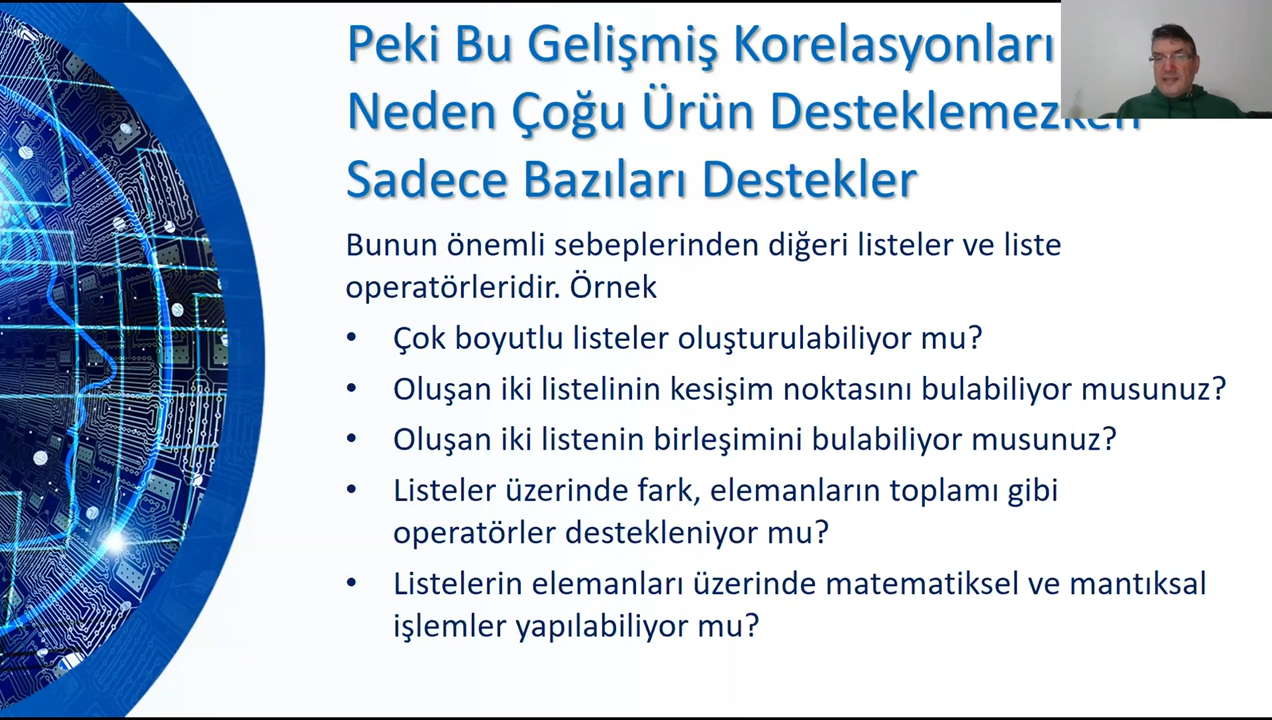 Peki Bu Gelişmiş Korelasyonları
Neden Çoğu Ürün Desteklemezken
Sadece Bazıları Destekler
Bunun önemli sebeplerinden diğeri listeler ve liste
operatörleridir. Örnek
• Çok boyutlu listeler oluşturulabiliyor mu?
• Oluşan iki listelinin kesişim noktasını bulabiliyor musunuz?
• Oluşan iki listenin birleşimini bulabiliyor musunuz?
• Listeler üzerinde fark, elemanların toplamı gibi
operatörler destekleniyor mu?
• Listelerin elemanları üzerinde matematiksel ve mantıksal
işlemler yapılabiliyor mu?